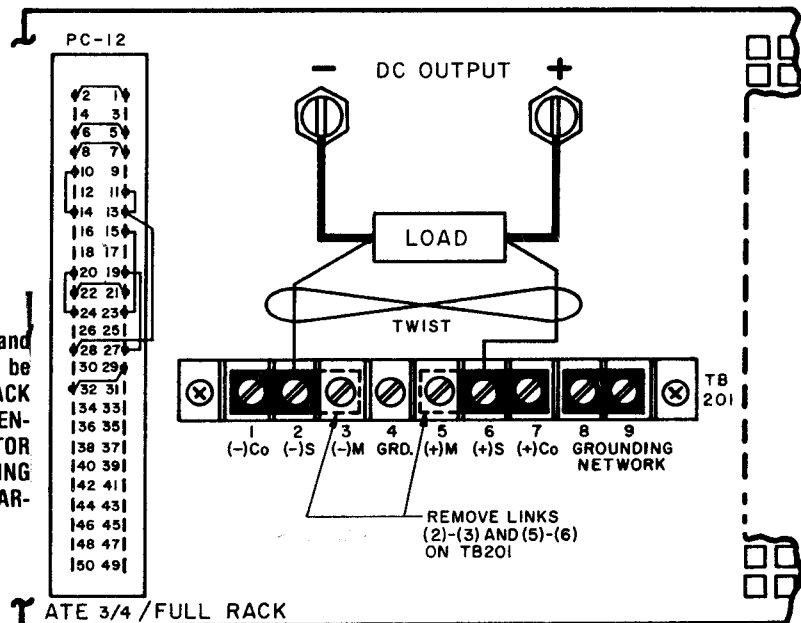 PC-12
2 1
4 3
6 5
8 7
10 9
12 11
14 13
16 15
18 17
20 19
22 21
24 23
26 25
28 27
30 29
32 31
34 33
36 35
38 37
40 39
42 41
44 43
46 45
48 47
50 49
and
be
ACK
EN-
TOR
ING
AR-
− DC OUTPUT +
LOAD
TWIST
TB
201
1 2 3 4 5 6 7 8 9
(-)Co (-)S (-)M GRD. (+)M (+)S (+)Co GROUNDING
NETWORK
REMOVE LINKS
(2)-(3) AND (5)-(6)
ON TB201
ATE 3/4 / FULL RACK